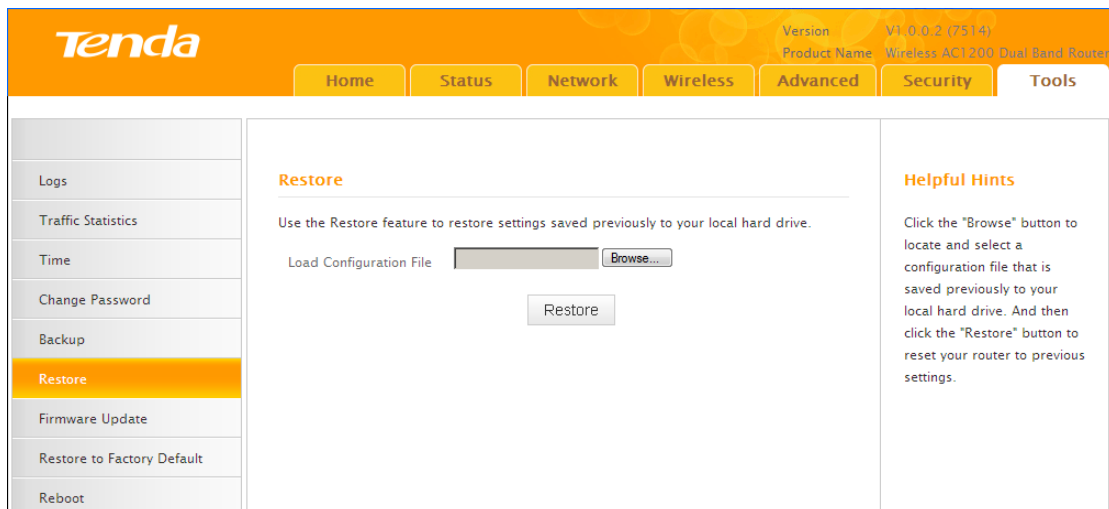 Tenda
Version V1.0.0.2 (7514)
Product Name Wireless AC1200 Dual Band Router
Home Status Network Wireless Advanced Security Tools
Logs
Traffic Statistics
Time
Change Password
Backup
Restore
Firmware Update
Restore to Factory Default
Reboot
Restore
Use the Restore feature to restore settings saved previously to your local hard drive.
Load Configuration File Browse...
Restore
Helpful Hints
Click the "Browse" button to
locate and select a
configuration file that is
saved previously to your
local hard drive. And then
click the "Restore" button to
reset your router to previous
settings.